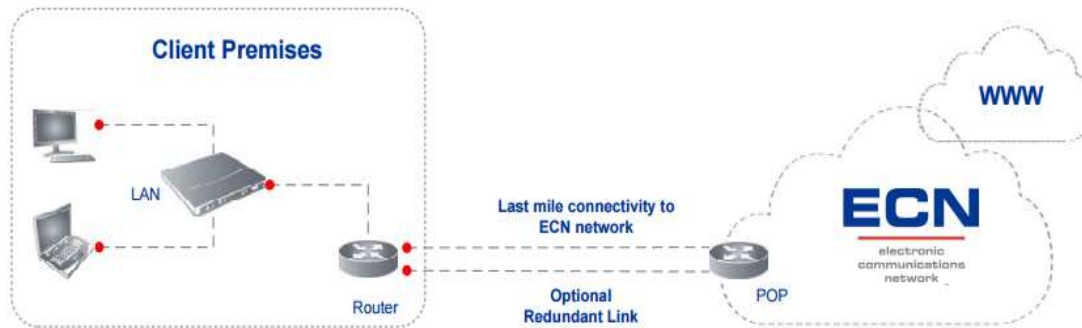 Client Premises
WWW
LAN
Last mile connectivity to
ECN network
ECN
electronic
communications
network
Router
Optional
Redundant Link
POP